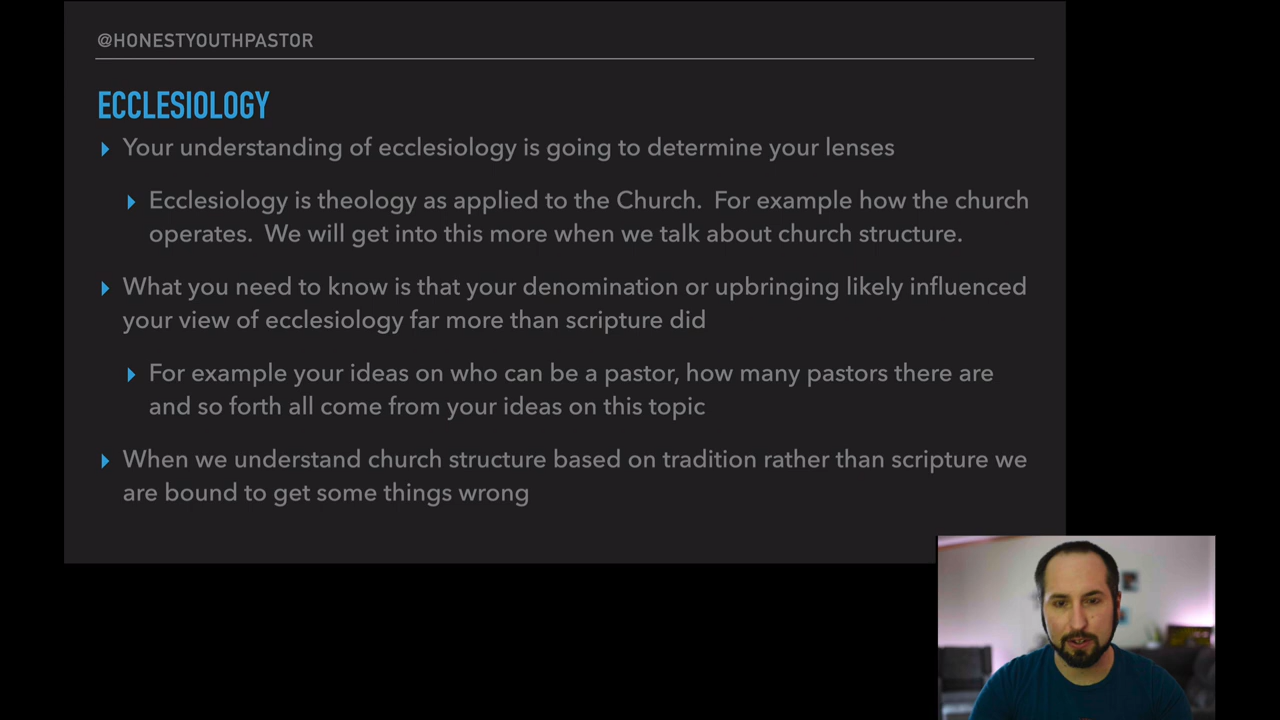 @HONESTYOUTHPASTOR
ECCLESIOLOGY
Your understanding of ecclesiology is going to determine your lenses
Ecclesiology is theology as applied to the Church.  For example how the church
operates.  We will get into this more when we talk about church structure.
What you need to know is that your denomination or upbringing likely influenced
your view of ecclesiology far more than scripture did
For example your ideas on who can be a pastor, how many pastors there are
and so forth all come from your ideas on this topic
When we understand church structure based on tradition rather than scripture we
are bound to get some things wrong